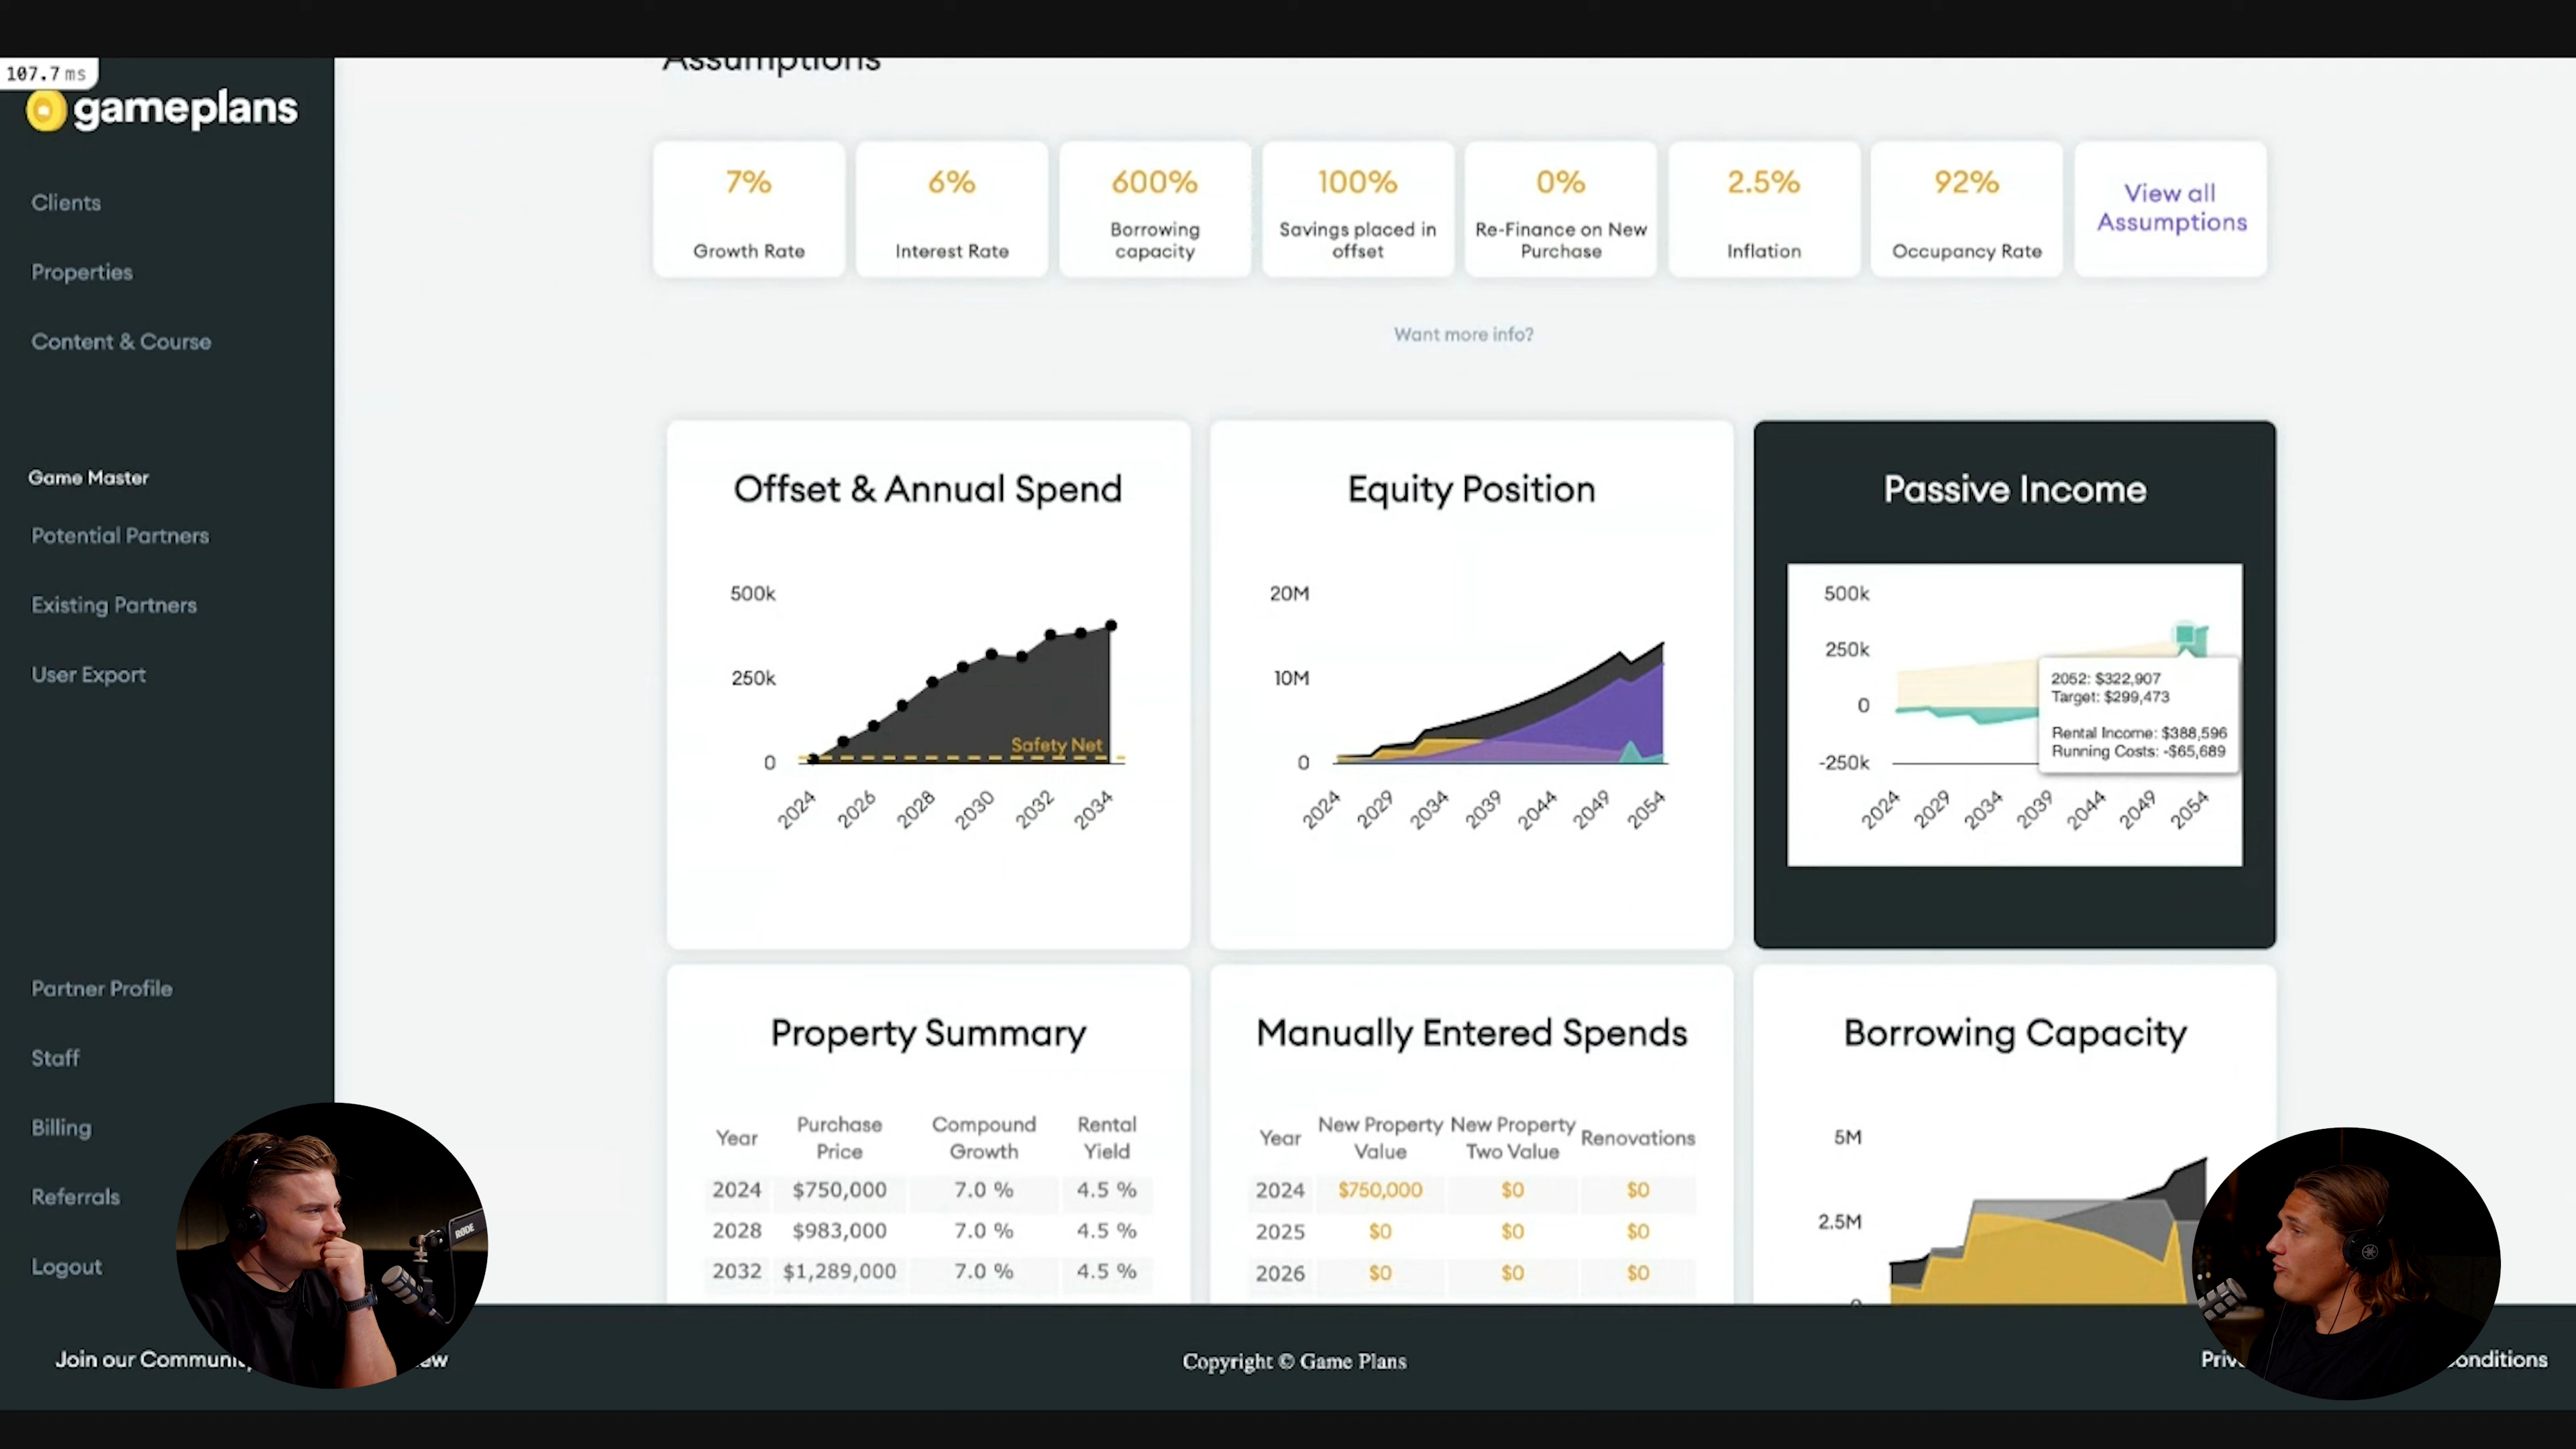 107.7 ms
gameplans
Clients
Properties
Content & Course
Game Master
Potential Partners
Existing Partners
User Export
Partner Profile
Staff
Billing
Referrals
Logout
Assumptions
7%
Growth Rate
6%
Interest Rate
600%
Borrowing
capacity
100%
Savings placed in
offset
0%
Re-Finance on New
Purchase
2.5%
Inflation
92%
Occupancy Rate
View all
Assumptions
Want more info?
Offset & Annual Spend
500k
250k
0
Safety Net
2024 2026 2028 2030 2032 2034
Equity Position
20M
10M
0
2024 2029 2034 2039 2044 2049 2054
Passive Income
500k
250k
0
-250k
2052: $322,907
Target: $299,473
Rental Income: $388,596
Running Costs: -$65,689
2024 2029 2034 2039 2044 2049 2054
Property Summary
Year Purchase Price Compound Growth Rental Yield
2024 $750,000 7.0 % 4.5 %
2028 $983,000 7.0 % 4.5 %
2032 $1,289,000 7.0 % 4.5 %
Manually Entered Spends
Year New Property Value New Property Two Value Renovations
2024 $750,000 $0 $0
2025 $0 $0 $0
2026 $0 $0 $0
Borrowing Capacity
5M
2.5M
RØDE
Join our
Copyright © Game Plans